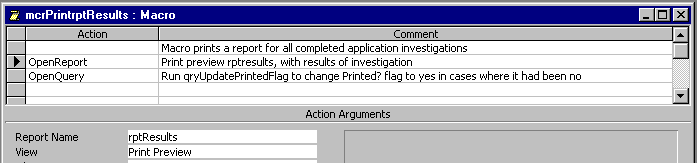 mcrPrintrptResults : Macro
Action Comment
Macro prints a report for all completed application investigations
OpenReport Print preview rptresults, with results of investigation
OpenQuery Run qryUpdatePrintedFlag to change Printed? flag to yes in cases where it had been no
Action Arguments
Report Name rptResults
View Print Preview